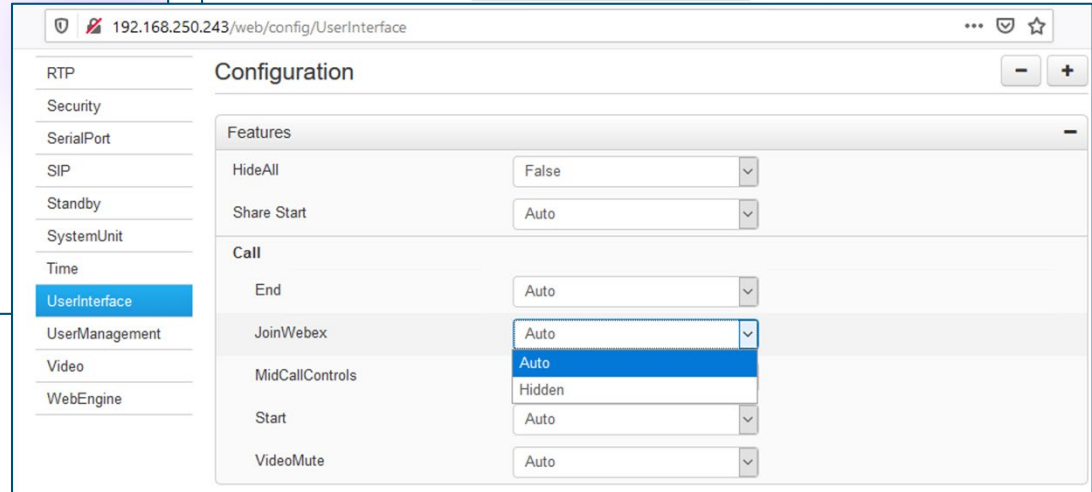 192.168.250.243/web/config/UserInterface
RTP
Security
SerialPort
SIP
Standby
SystemUnit
Time
UserInterface
UserManagement
Video
WebEngine
Configuration
Features
HideAll False
Share Start Auto
Call
End Auto
JoinWebex Auto
Auto
Hidden
MidCallControls
Start Auto
VideoMute Auto